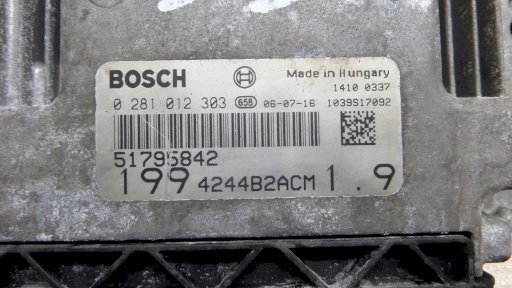 BOSCH Made in Hungary
1410 0337
0 281 012 303 658 06-07-16 1039S17092
51795842
199 4244B2ACM 1.9